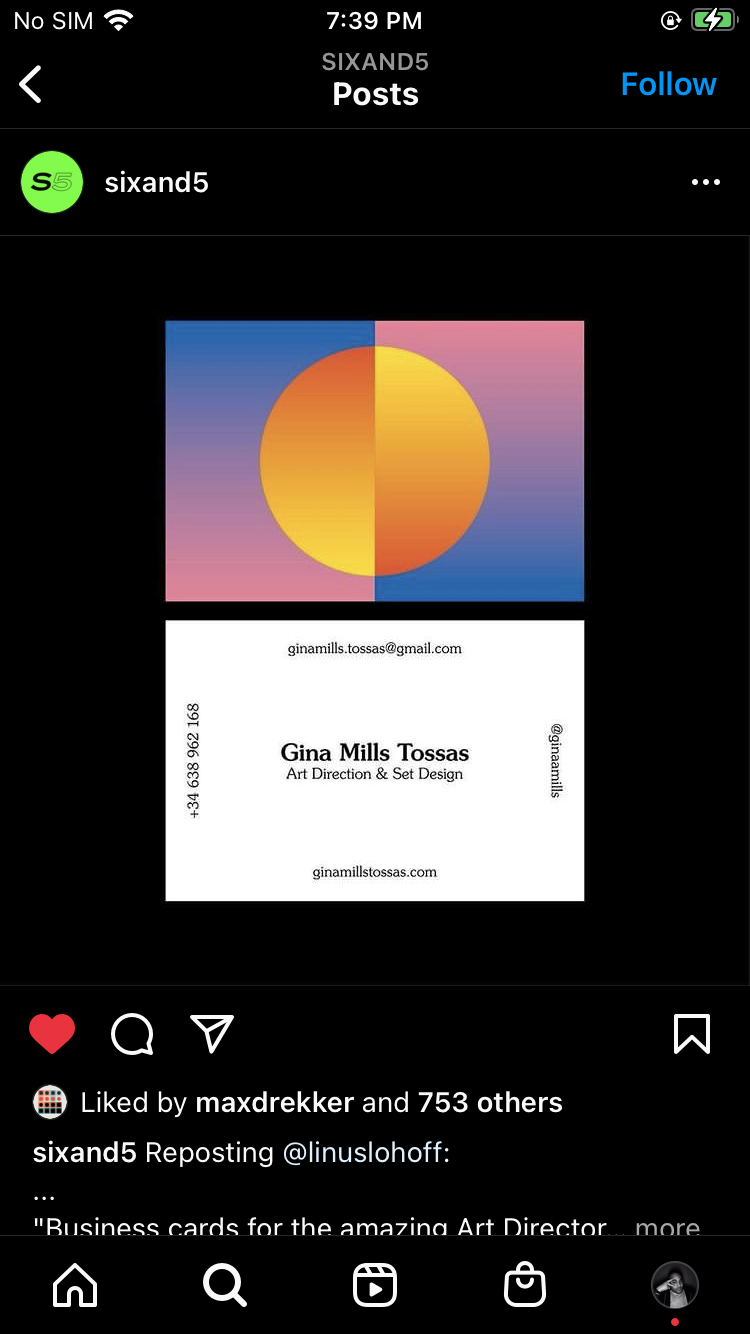 No SIM 7:39 PM
SIXAND5
Posts
Follow
S5
sixand5
ginamills.tossas@gmail.com
+34 638 962 168
Gina Mills Tossas
Art Direction & Set Design
@ginaamills
ginamillstossas.com
Liked by maxdrekker and 753 others
sixand5 Reposting @linuslohoff:
...
"Business cards for the amazing Art Director... more